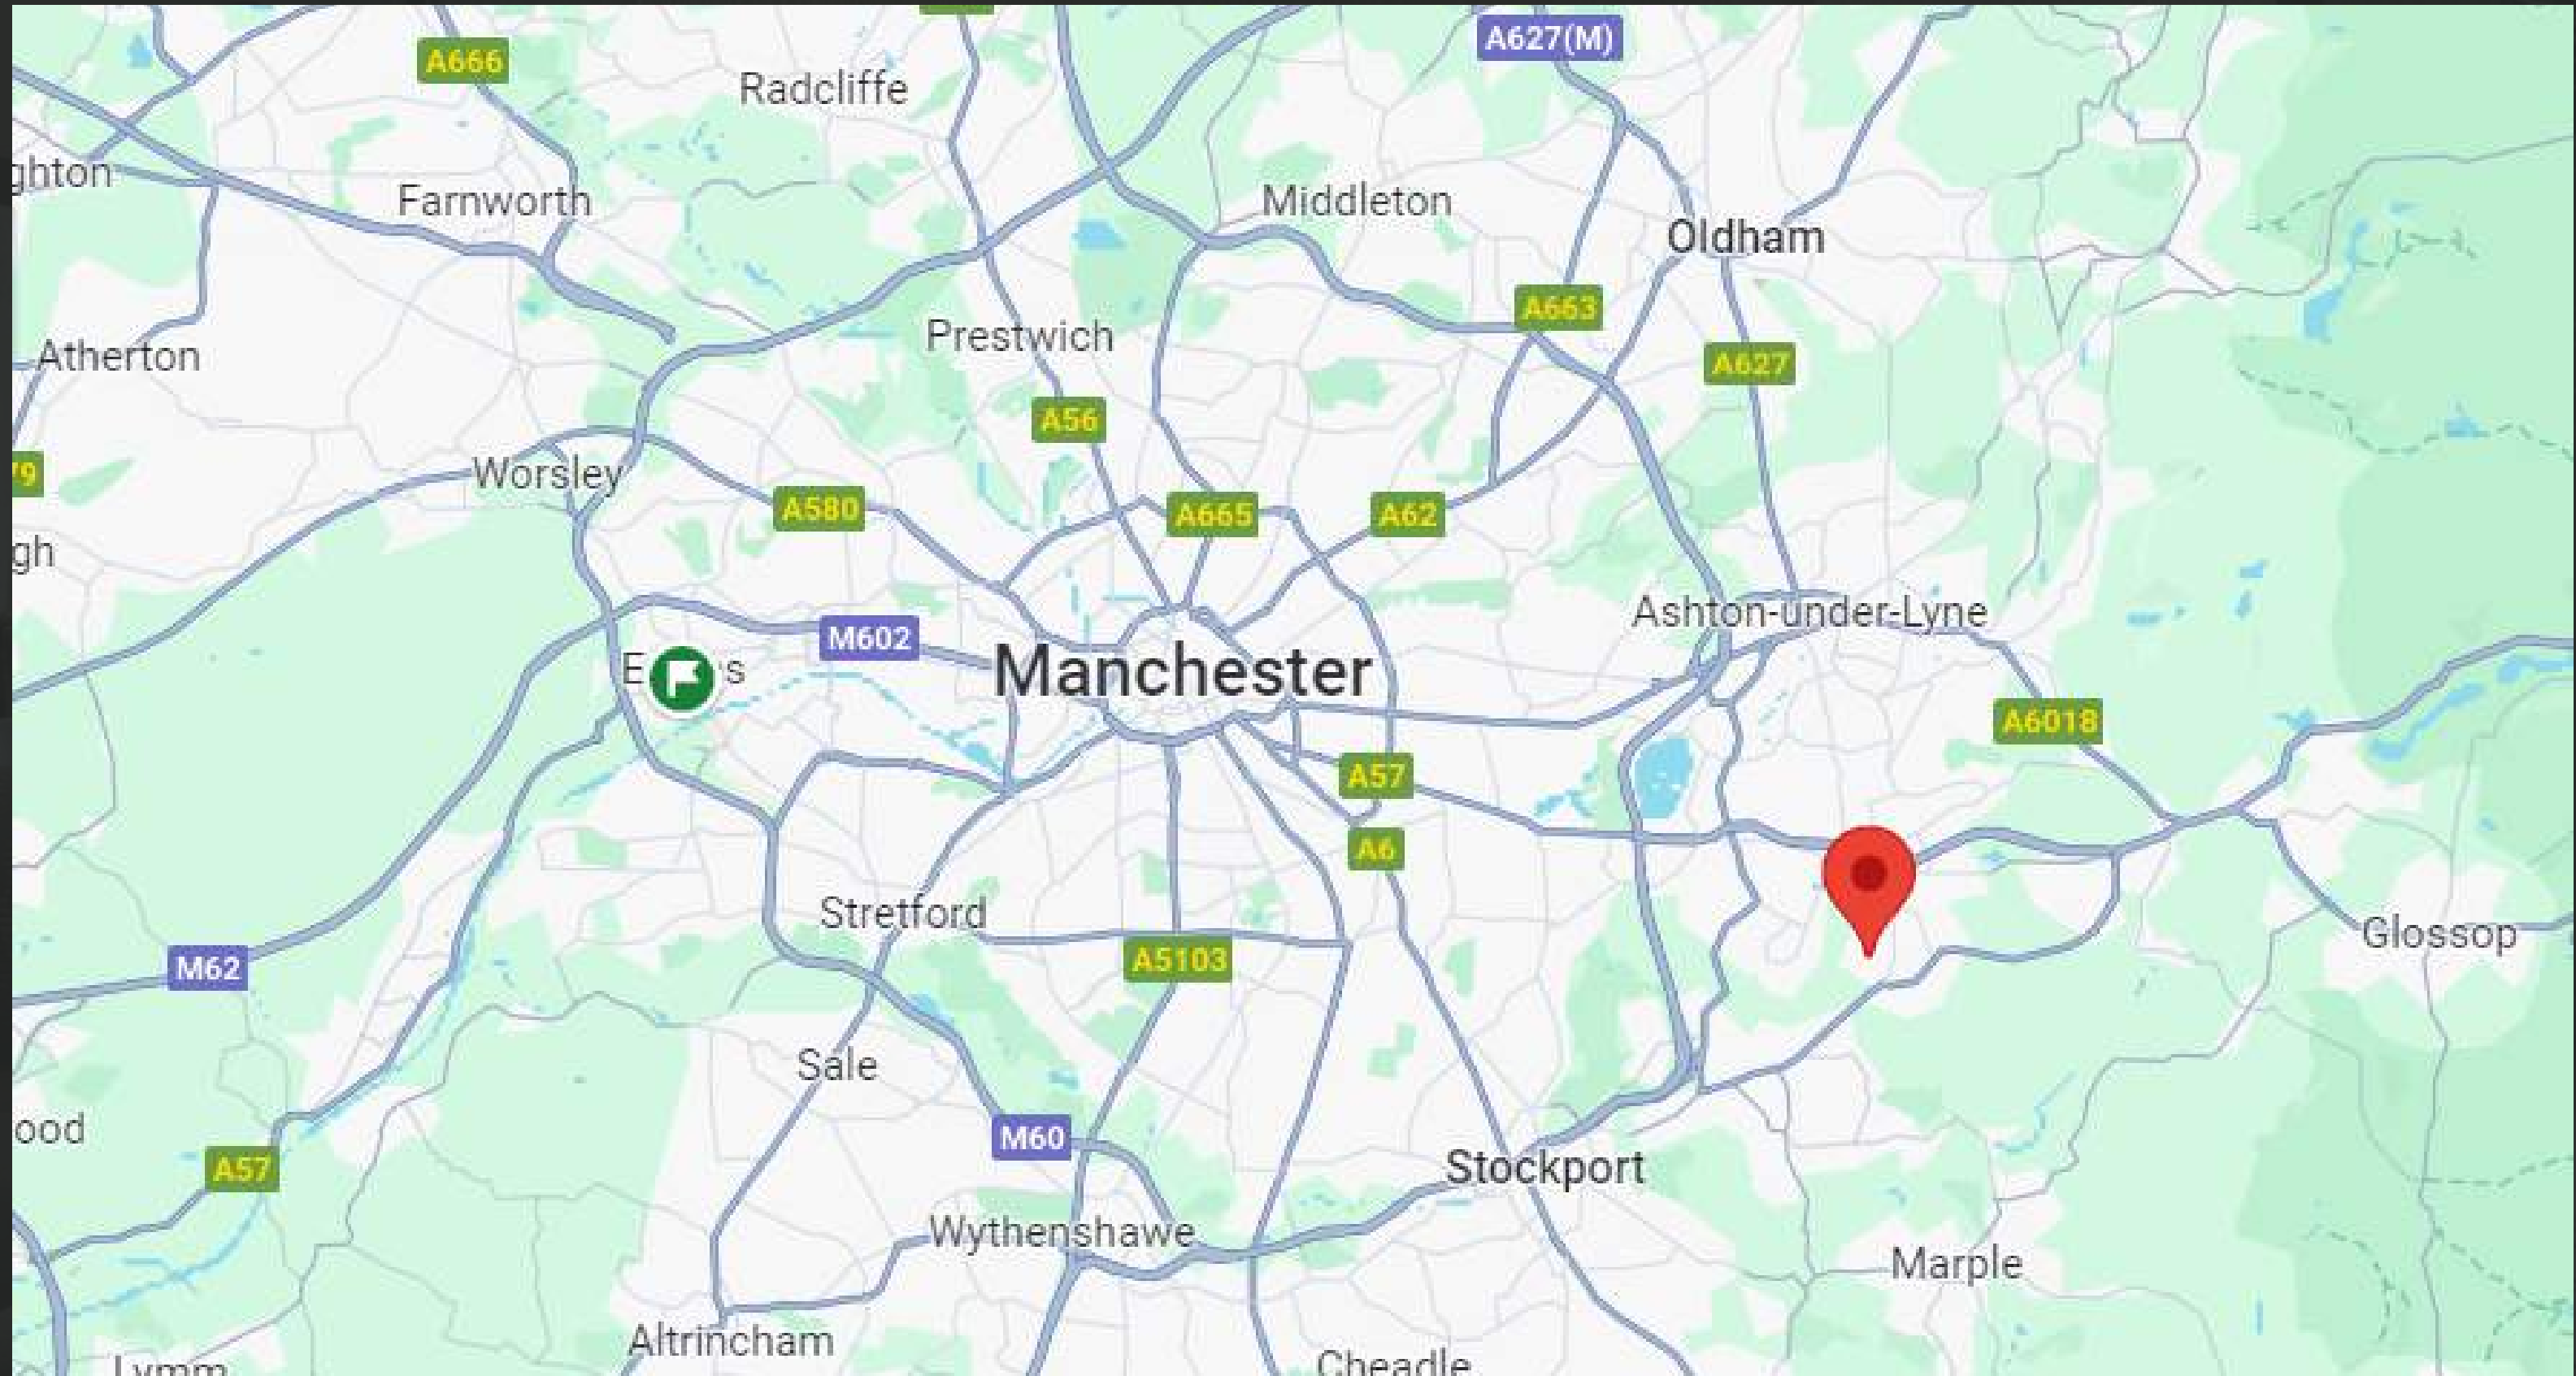 A627(M)
A666
Radcliffe
ghton
Farnworth
Middleton
Oldham
A663
Prestwich
Atherton
A627
A56
Worsley
79
A580
A665
A62
gh
Ashton-under-Lyne
M602
Manchester
E s
A6018
A57
A6
Stretford
Glossop
A5103
M62
Sale
ood
M60
A57
Stockport
Wythenshawe
Marple
Altrincham
Cheadle
Lymm